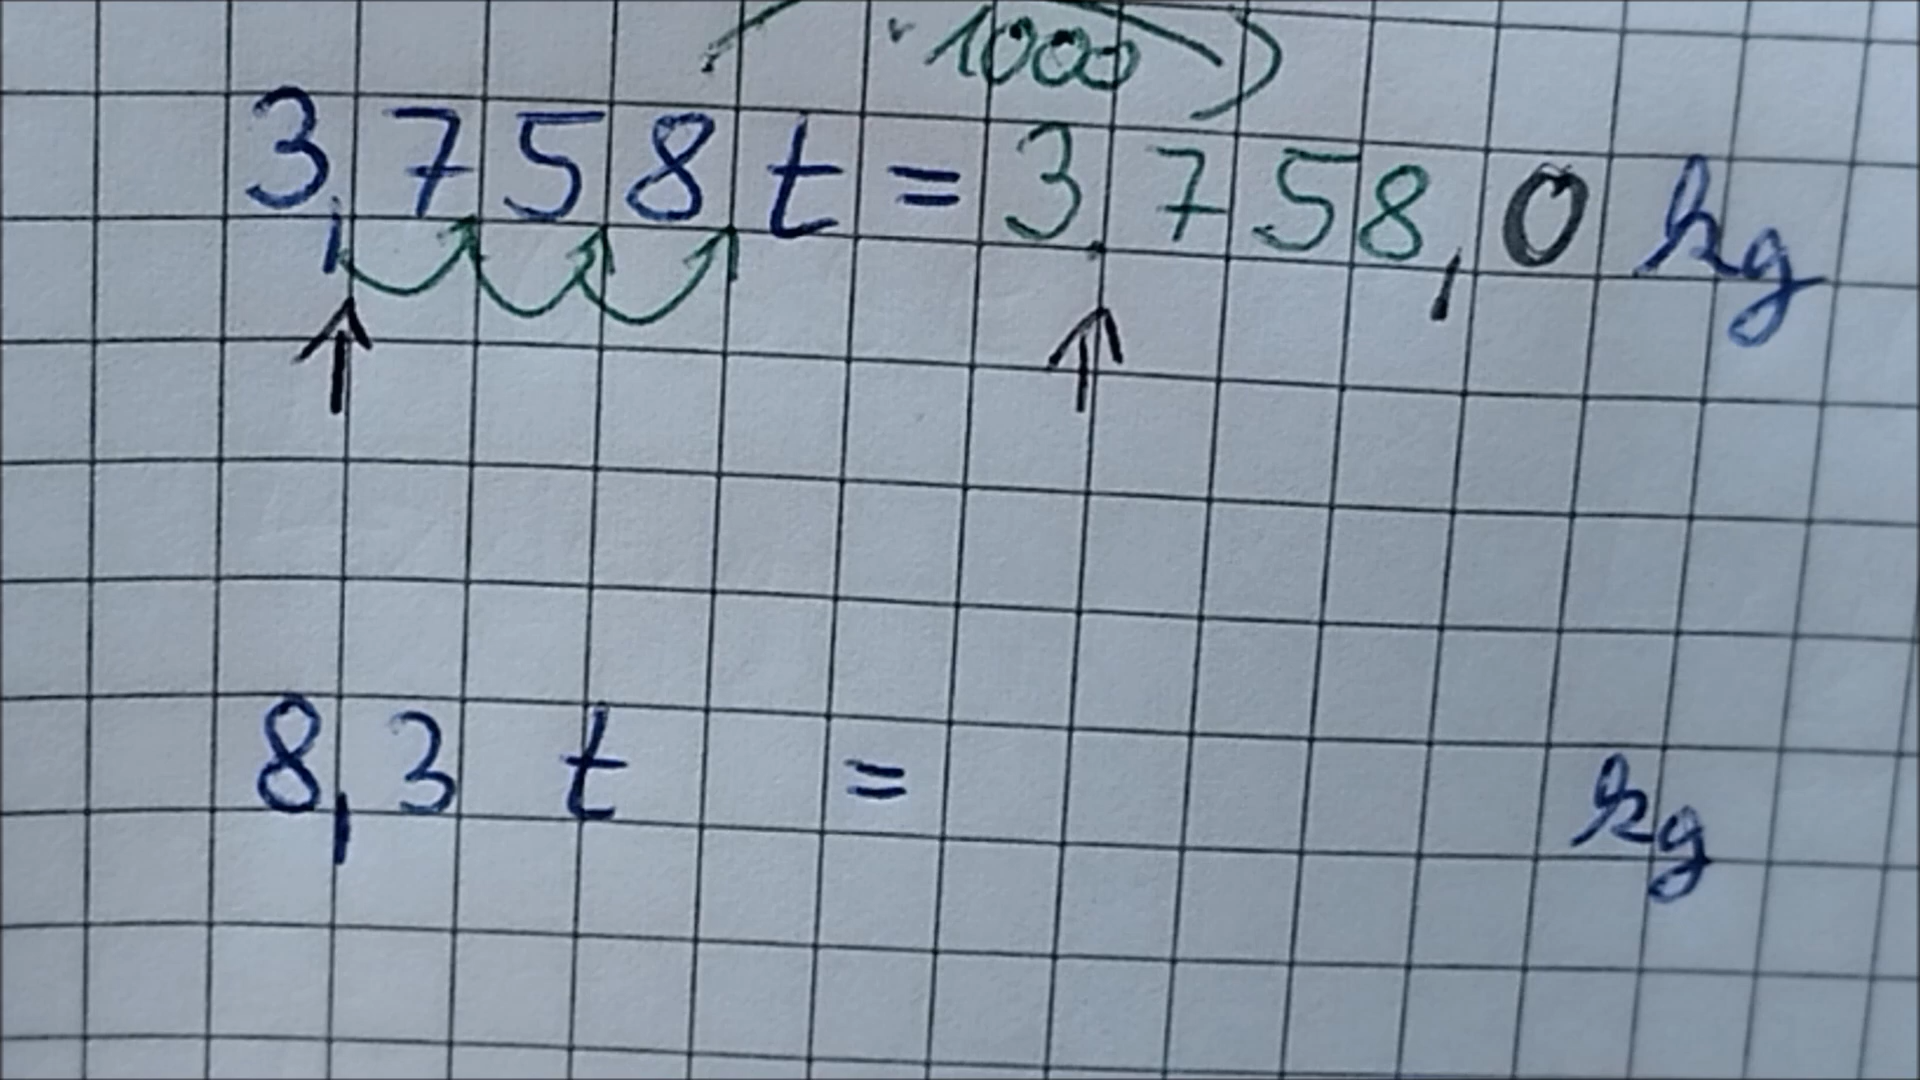 · 1000
3,758 t = 3.758,0 kg
8,3 t = kg